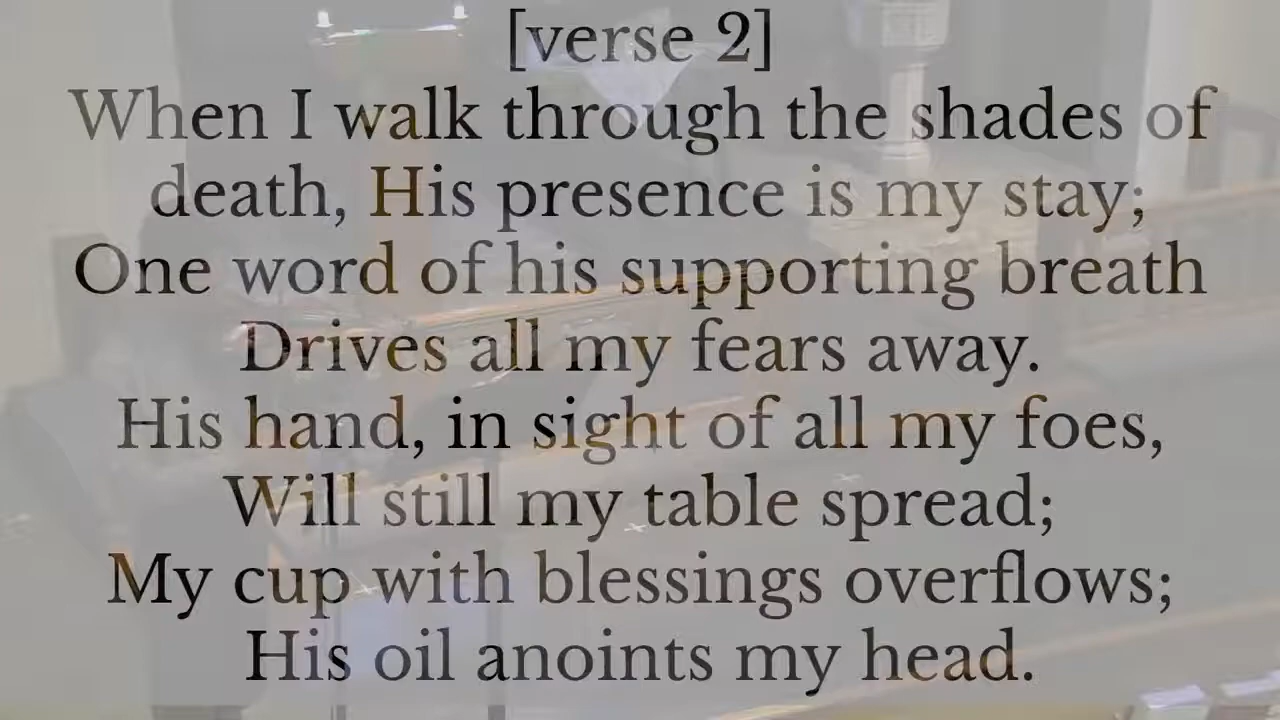 [verse 2]
When I walk through the shades of
death, His presence is my stay;
One word of his supporting breath
Drives all my fears away.
His hand, in sight of all my foes,
Will still my table spread;
My cup with blessings overflows;
His oil anoints my head.